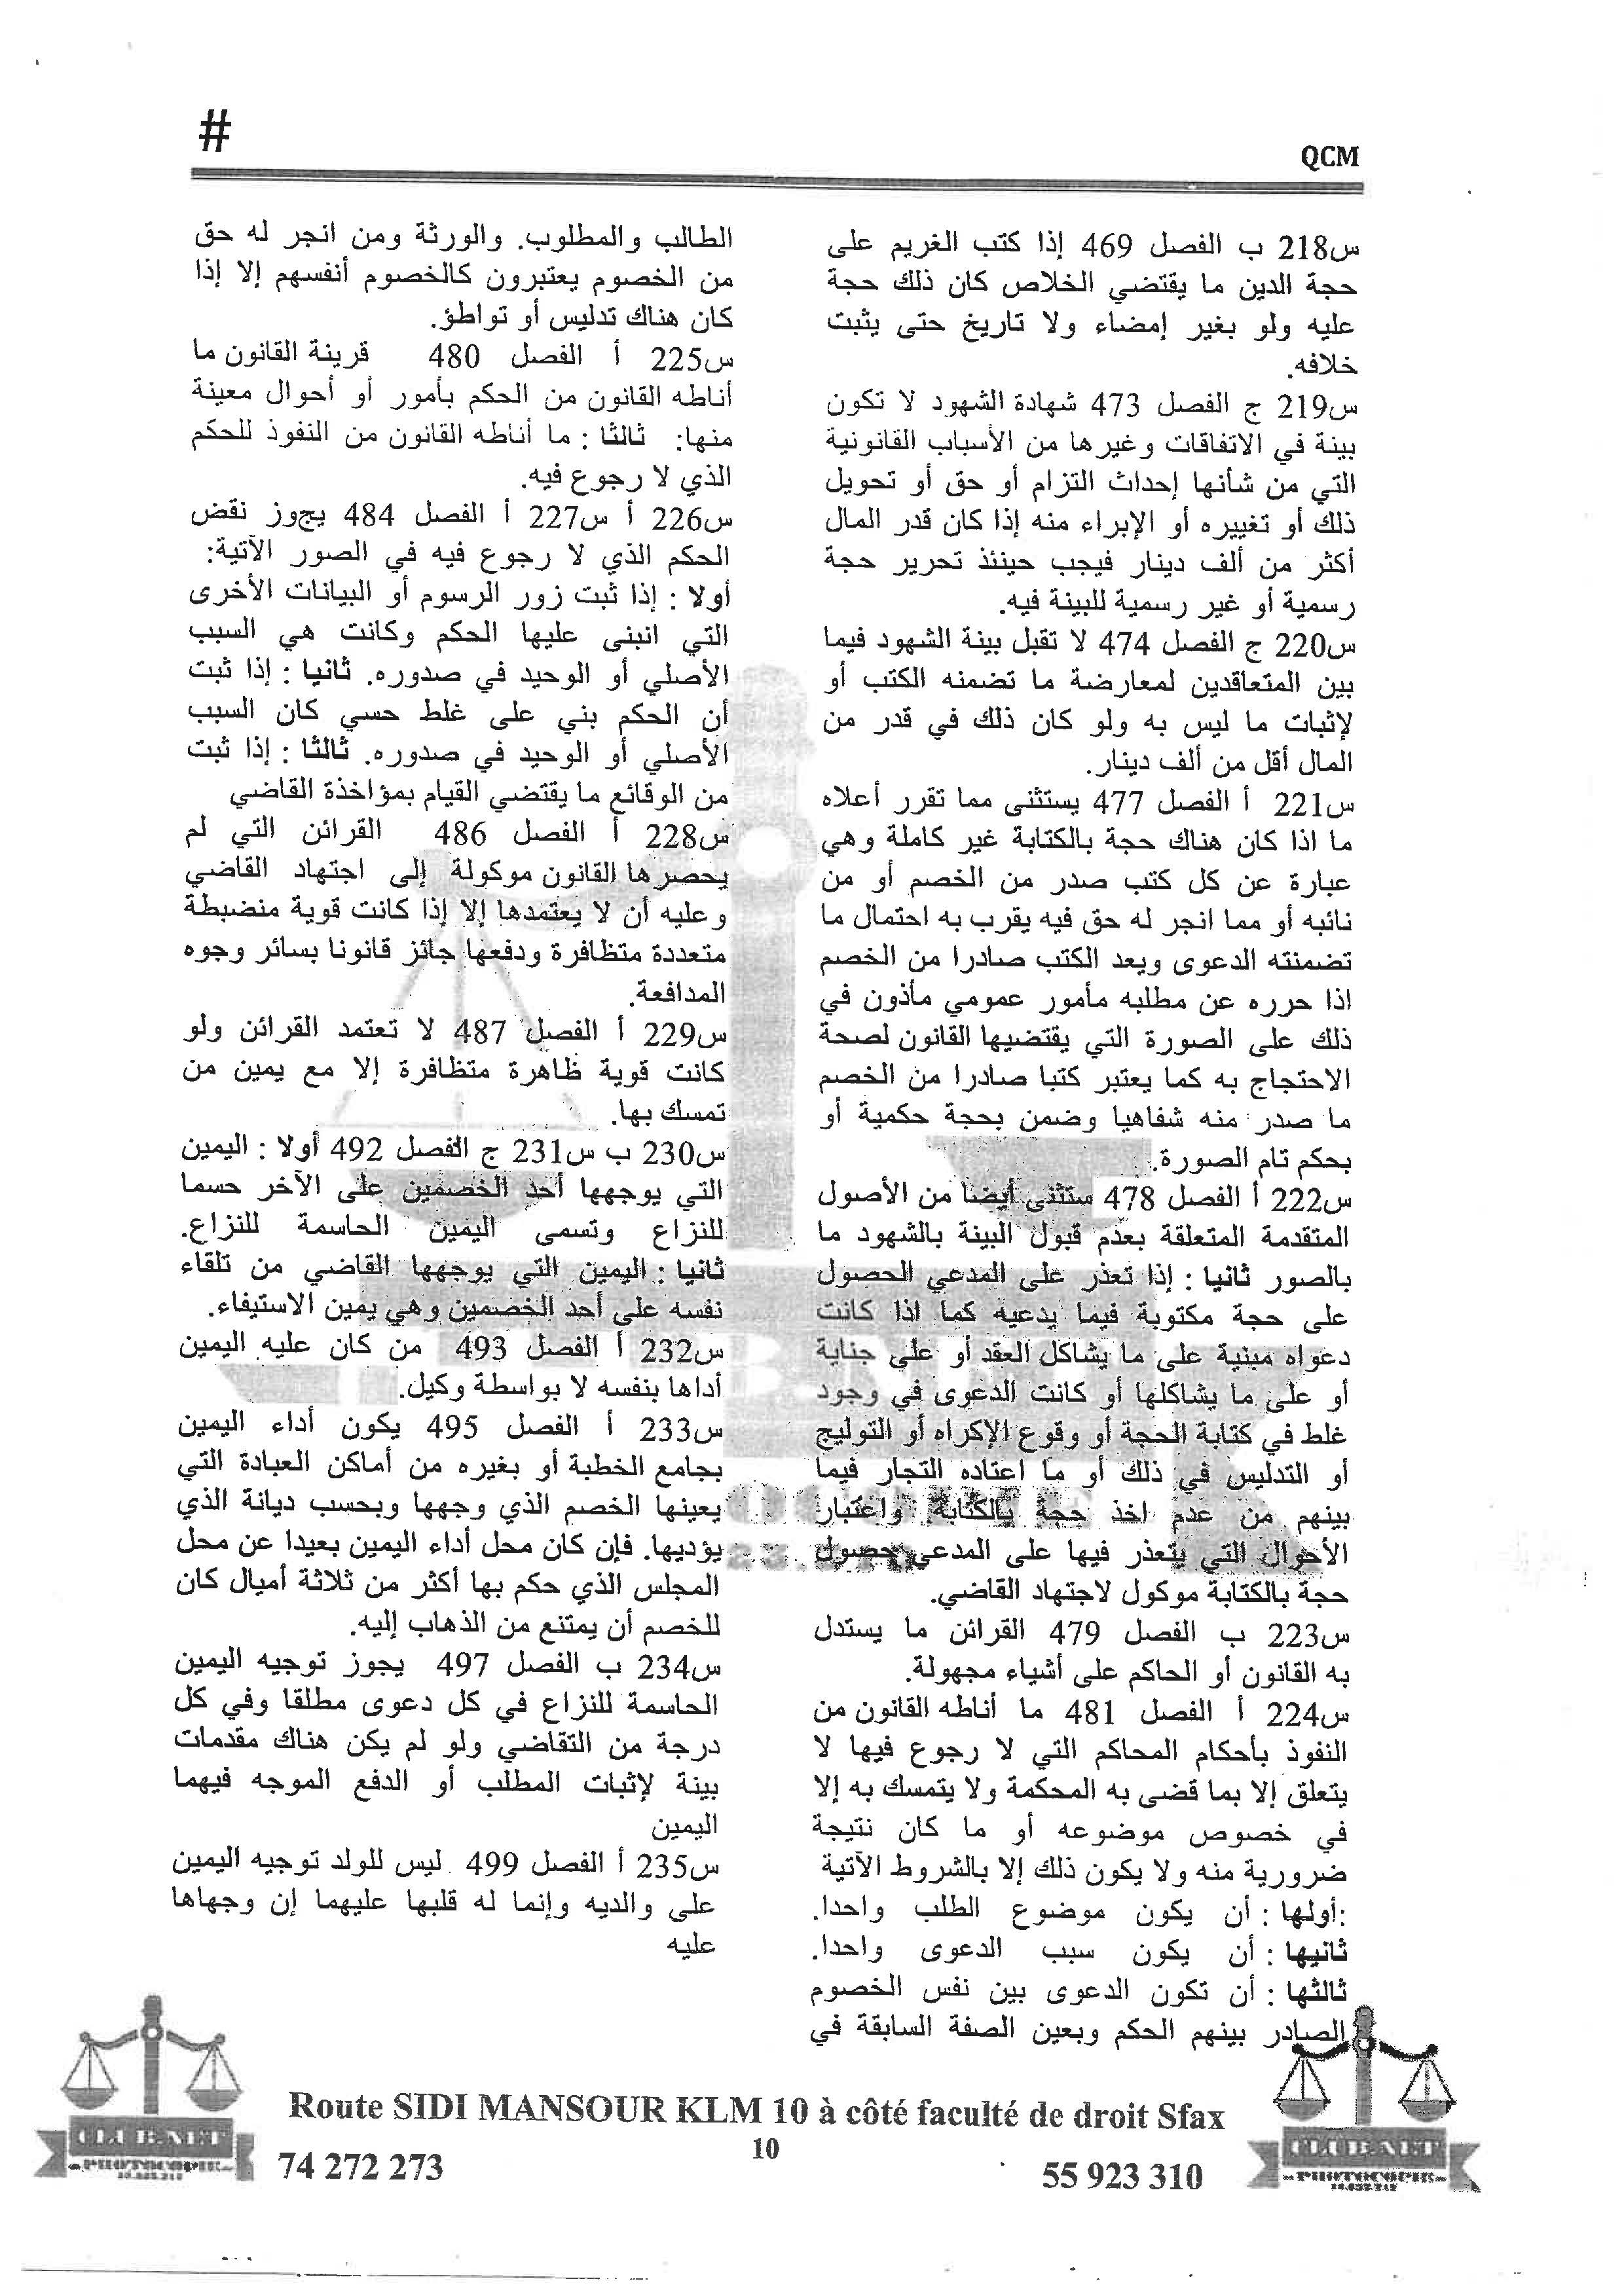 #
QCM
س218 ب الفصل 469 إذا كتب الغريم على
حجة الدين ما يقتضي الخلاص كان ذلك حجة
عليه ولو بغير إمضاء ولا تاريخ حتى يثبت
خلافه.
س219 ج الفصل 473 شهادة الشهود لا تكون
بينة في الاتفاقات وغيرها من الأسباب القانونية
التي من شأنها إحداث التزام أو حق أو تحويل
ذلك أو تغييره أو الإبراء منه إذا كان قدر المال
أكثر من ألف دينار فيجب حينئذ تحرير حجة
رسمية أو غير رسمية للبينة فيه.
س220 ج الفصل 474 لا تقبل بينة الشهود فيما
بين المتعاقدين لمعارضة ما تضمنه الكتب أو
لإثبات ما ليس به ولو كان ذلك في قدر من
المال أقل من ألف دينار.
س221 أ الفصل 477 يستثنى مما تقرر أعلاه
ما اذا كان هناك حجة بالكتابة غير كاملة وهي
عبارة عن كل كتب صدر من الخصم أو من
نائبه أو مما انجر له حق فيه يقرب به احتمال ما
تضمنته الدعوى ويعد الكتب صادرا من الخصم
اذا حرره عن مطلبه مأمور عمومي مأذون في
ذلك على الصورة التي يقتضيها القانون لصحة
الاحتجاج به كما يعتبر كتبا صادرا من الخصم
ما صدر منه شفاهيا وضمن بحجة حكمية أو
بحكم تام الصورة.
س222 أ الفصل 478 ستثنى أيضا من الأصول
المتقدمة المتعلقة بعدم قبول البينة بالشهود ما
بالصور ثانيا : إذا تعذر على المدعي الحصول
على حجة مكتوبة فيما يدعيه كما اذا كانت
دعواه مبنية على ما يشاكل العقد أو على جناية
أو على ما يشاكلها أو كانت الدعوى في وجود
غلط في كتابة الحجة أو وقوع الإكراه أو التوليج
أو التدليس في ذلك أو ما اعتاده التجار فيما
بينهم من عدم اخذ حجة بالكتابة. واعتبار
الأحوال التي يتعذر فيها على المدعي حصول
حجة بالكتابة موكول لاجتهاد القاضي.
س223 ب الفصل 479 القرائن ما يستدل
به القانون أو الحاكم على أشياء مجهولة.
س224 أ الفصل 481 ما أناطه القانون من
النفوذ بأحكام المحاكم التي لا رجوع فيها لا
يتعلق إلا بما قضى به المحكمة ولا يتمسك به إلا
في خصوص موضوعه أو ما كان نتيجة
ضرورية منه ولا يكون ذلك إلا بالشروط الآتية
:أولها : أن يكون موضوع الطلب واحدا.
ثانيها : أن يكون سبب الدعوى واحدا.
ثالثها : أن تكون الدعوى بين نفس الخصوم
الصادر بينهم الحكم وبعين الصفة السابقة في
الطالب والمطلوب. والورثة ومن انجر له حق
من الخصوم يعتبرون كالخصوم أنفسهم إلا إذا
كان هناك تدليس أو تواطؤ.
س225 أ الفصل 480 قرينة القانون ما
أناطه القانون من الحكم بأمور أو أحوال معينة
منها: ثالثا : ما أناطه القانون من النفوذ للحكم
الذي لا رجوع فيه.
س226 أ س227 أ الفصل 484 يجوز نقض
الحكم الذي لا رجوع فيه في الصور الآتية:
أولا : إذا ثبت زور الرسوم أو البيانات الأخرى
التي انبنى عليها الحكم وكانت هي السبب
الأصلي أو الوحيد في صدوره. ثانيا : إذا ثبت
أن الحكم بني على غلط حسي كان السبب
الأصلي أو الوحيد في صدوره. ثالثا : إذا ثبت
من الوقائع ما يقتضي القيام بمؤاخذة القاضي
س228 أ الفصل 486 القرائن التي لم
يحصرها القانون موكولة إلى اجتهاد القاضي
وعليه أن لا يعتمدها إلا إذا كانت قوية منضبطة
متعددة متظافرة ودفعها جائز قانونا بسائر وجوه
المدافعة.
س229 أ الفصل 487 لا تعتمد القرائن ولو
كانت قوية ظاهرة متظافرة إلا مع يمين من
تمسك بها.
س230 ب س231 ج الفصل 492 أولا : اليمين
التي يوجهها أحد الخصمين على الآخر حسما
للنزاع وتسمى اليمين الحاسمة للنزاع.
ثانيا : اليمين التي يوجهها القاضي من تلقاء
نفسه على أحد الخصمين وهي يمين الاستيفاء.
س232 أ الفصل 493 من كان عليه اليمين
أداها بنفسه لا بواسطة وكيل.
س233 أ الفصل 495 يكون أداء اليمين
بجامع الخطبة أو بغيره من أماكن العبادة التي
يعينها الخصم الذي وجهها وبحسب ديانة الذي
يؤديها. فإن كان محل أداء اليمين بعيدا عن محل
المجلس الذي حكم بها أكثر من ثلاثة أميال كان
للخصم أن يمتنع من الذهاب إليه.
س234 ب الفصل 497 يجوز توجيه اليمين
الحاسمة للنزاع في كل دعوى مطلقا وفي كل
درجة من التقاضي ولو لم يكن هناك مقدمات
بينة لإثبات المطلب أو الدفع الموجه فيهما
اليمين
س235 أ الفصل 499 ليس للولد توجيه اليمين
على والديه وإنما له قلبها عليهما إن وجهاها
عليه
Route SIDI MANSOUR KLM 10 à côté faculté de droit Sfax
10
74 272 273
55 923 310
CLUB.NET
PHOTOCOPIE
CLUB.NET
PHOTOCOPIE